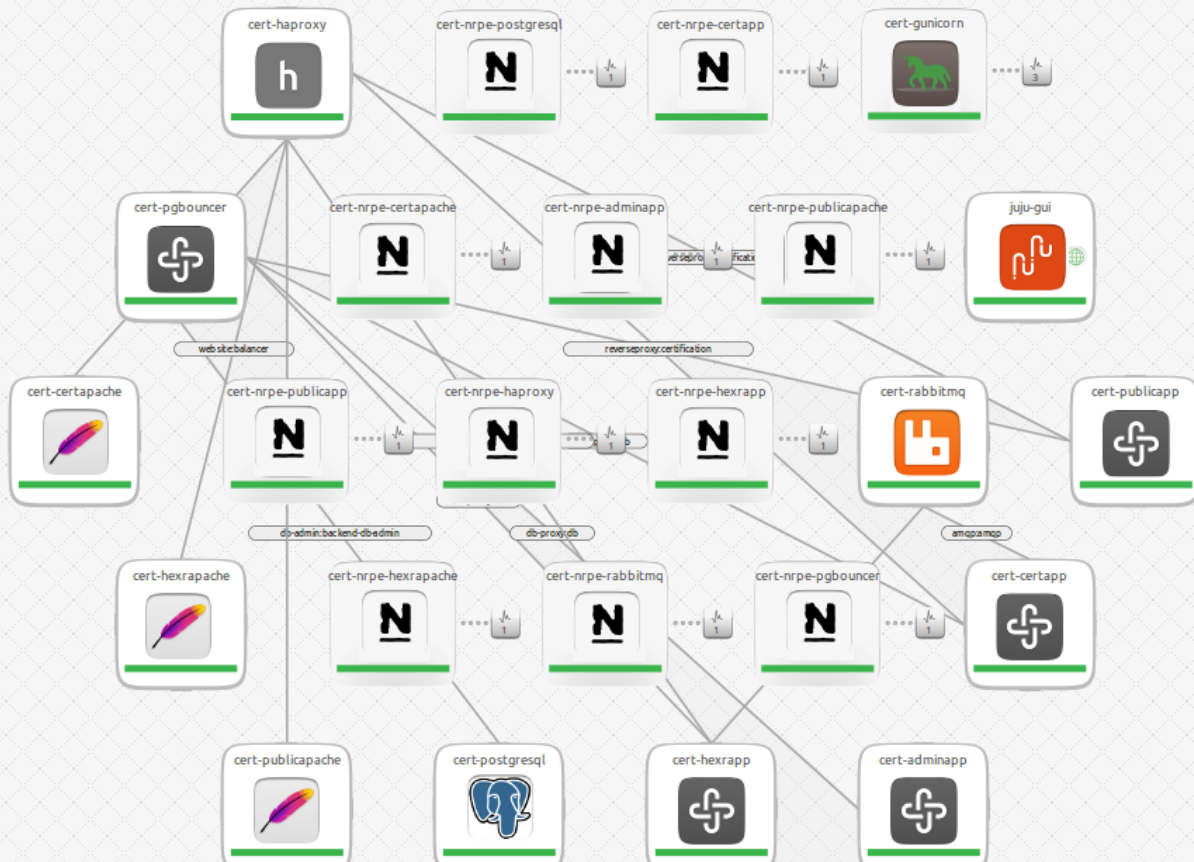 cert-haproxy
h
cert-nrpe-postgresql
N
1
cert-nrpe-certapp
N
1
cert-gunicorn
3
cert-pgbouncer
cert-nrpe-certapache
N
1
cert-nrpe-adminapp
N
1
cert-nrpe-publicapache
N
1
juju-gui
website:balancer
reverseproxy:certification
cert-certapache
cert-nrpe-publicapp
N
1
cert-nrpe-haproxy
N
1
cert-nrpe-hexrapp
N
1
cert-rabbitmq
cert-publicapp
db-admin:backend-db-admin
db-proxy:db
amqp:amqp
cert-hexrapache
cert-nrpe-hexrapache
N
1
cert-nrpe-rabbitmq
N
1
cert-nrpe-pgbouncer
N
1
cert-certapp
cert-publicapache
cert-postgresql
cert-hexrapp
cert-adminapp